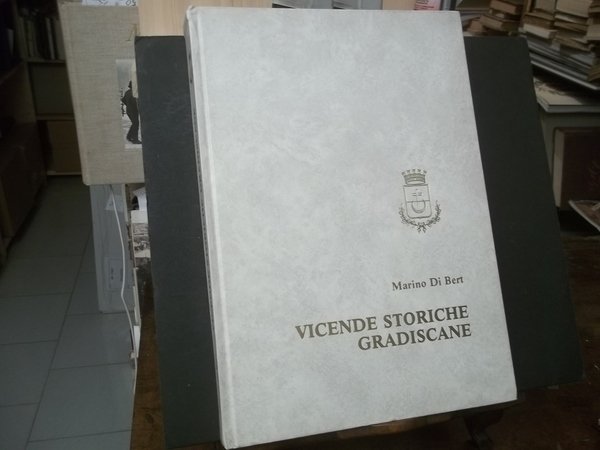 Marino Di Bert
VICENDE STORICHE
GRADISCANE